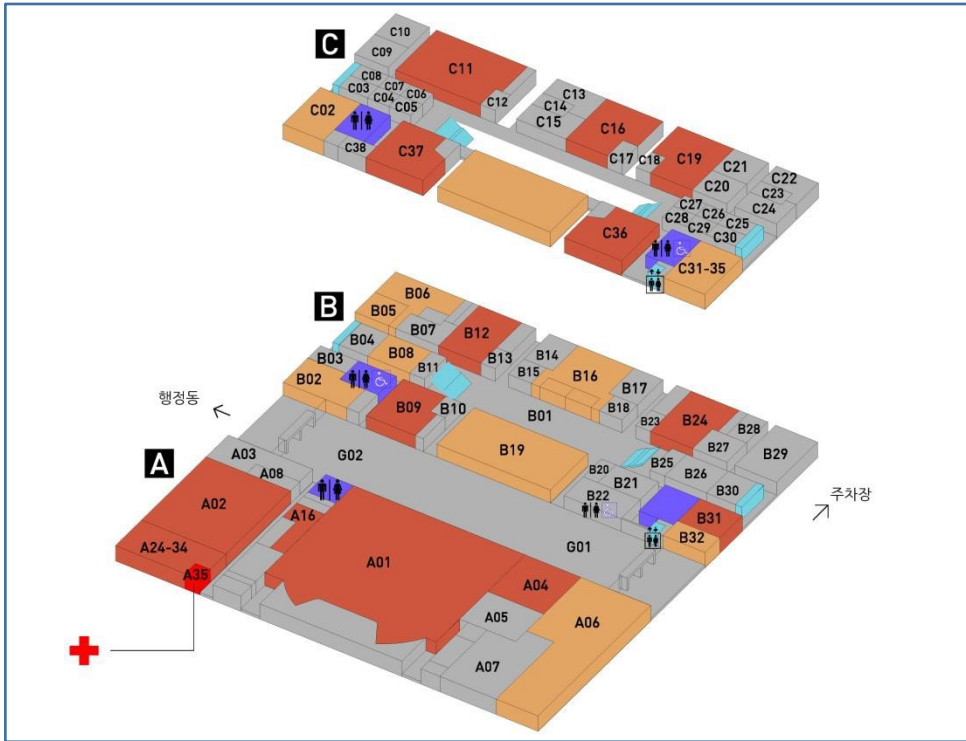 C
C10
C09
C11
C08
C07
C03
C06
C04
C05
C12
C13
C14
C15
C16
C17
C02
C38
C37
C18
C19
C21
C20
C22
C23
C24
C27
C26
C25
C28
C29
C30
C36
C31-35
B
B06
B05
B07
B12
B04
B13
B14
B03
B08
B11
B15
B16
B17
B02
B09
B10
B01
B18
B23
B24
B28
B27
B29
B19
B20
B25
B26
B21
B22
B30
B31
B32
행정동
주차장
A
A03
G02
A08
A02
A16
A24-34
A35
A01
G01
A04
A05
A06
A07